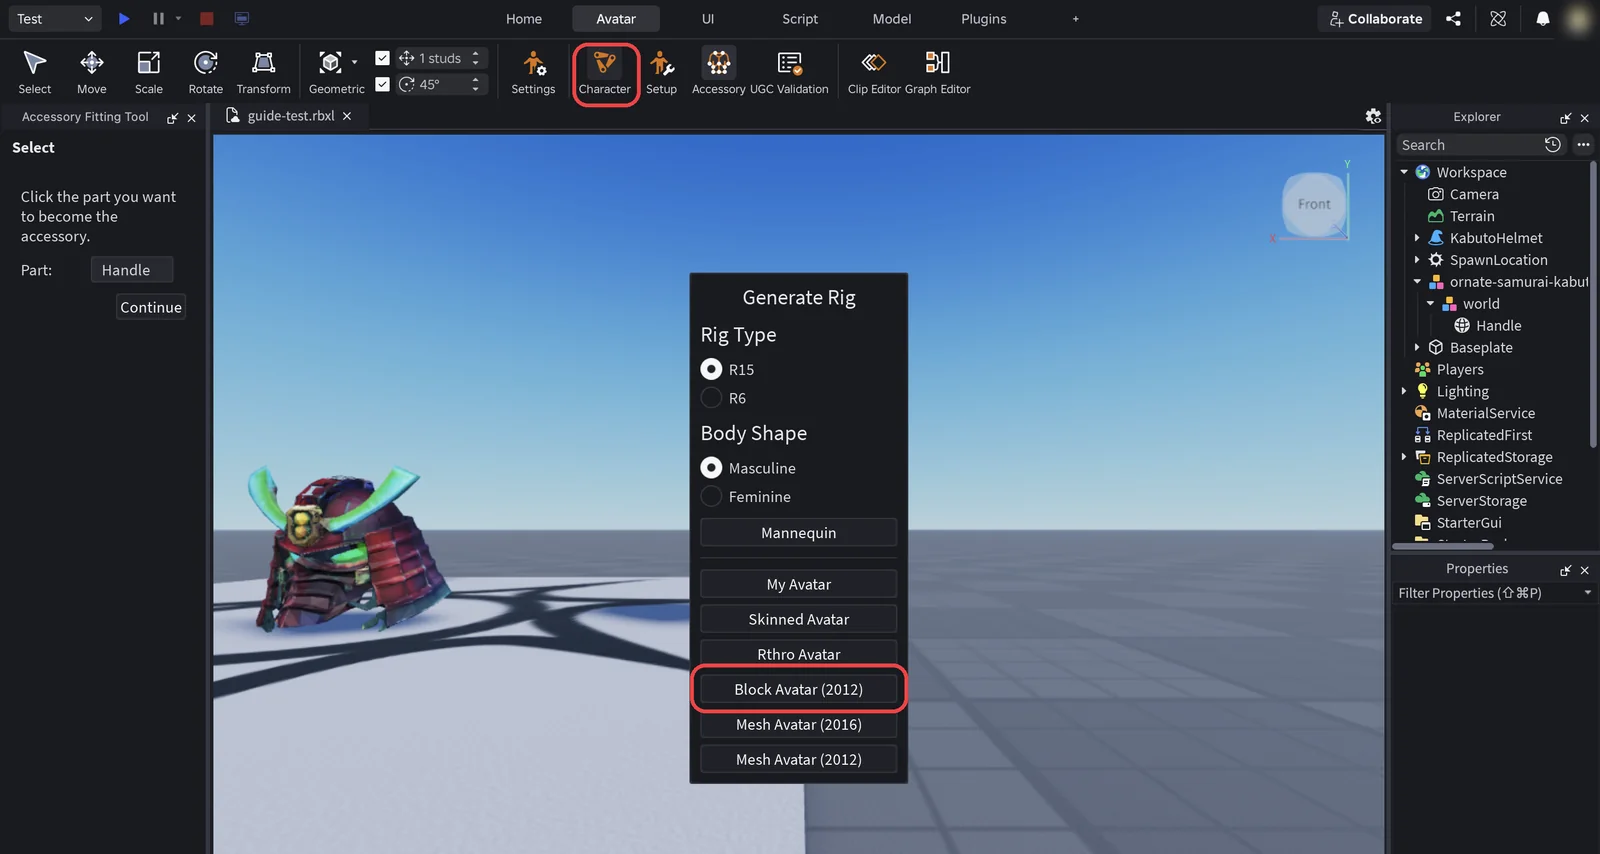 Test
Home
Avatar
UI
Script
Model
Plugins
+
Collaborate
Select
Move
Scale
Rotate
Transform
Geometric
1 studs
45°
Settings
Character
Setup
Accessory
UGC Validation
Clip Editor
Graph Editor
Accessory Fitting Tool
guide-test.rbxl
Select
Click the part you want
to become the
accessory.
Part: Handle
Continue
Y
Front
X
Generate Rig
Rig Type
R15
R6
Body Shape
Masculine
Feminine
Mannequin
My Avatar
Skinned Avatar
Rthro Avatar
Block Avatar (2012)
Mesh Avatar (2016)
Mesh Avatar (2012)
Explorer
Search
Workspace
Camera
Terrain
KabutoHelmet
SpawnLocation
ornate-samurai-kabut
world
Handle
Baseplate
Players
Lighting
MaterialService
ReplicatedFirst
ReplicatedStorage
ServerScriptService
ServerStorage
StarterGui
Properties
Filter Properties (⇧⌘P)